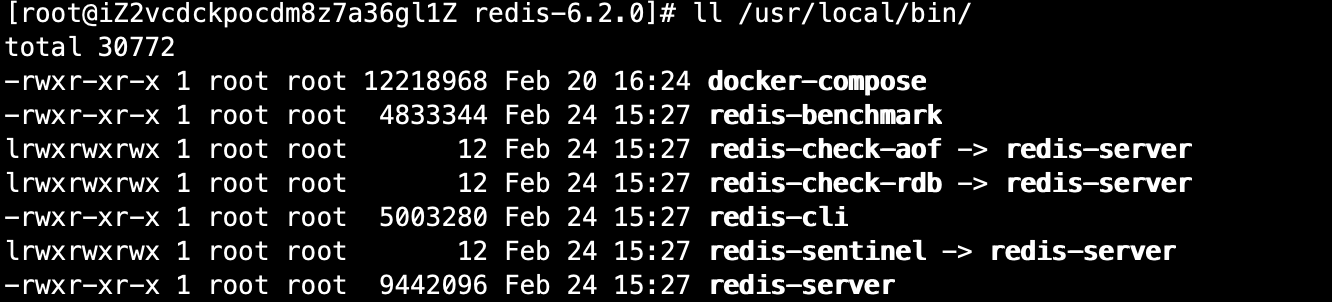 [root@iZ2vcdckpocdm8z7a36gl1Z redis-6.2.0]# ll /usr/local/bin/
total 30772
-rwxr-xr-x 1 root root 12218968 Feb 20 16:24 docker-compose
-rwxr-xr-x 1 root root  4833344 Feb 24 15:27 redis-benchmark
lrwxrwxrwx 1 root root       12 Feb 24 15:27 redis-check-aof -> redis-server
lrwxrwxrwx 1 root root       12 Feb 24 15:27 redis-check-rdb -> redis-server
-rwxr-xr-x 1 root root  5003280 Feb 24 15:27 redis-cli
lrwxrwxrwx 1 root root       12 Feb 24 15:27 redis-sentinel -> redis-server
-rwxr-xr-x 1 root root  9442096 Feb 24 15:27 redis-server